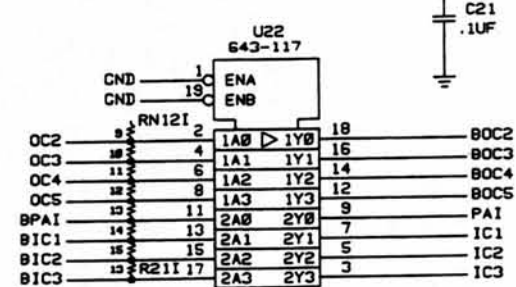 C21
.1UF
U22
643-117
GND 1 ENA
GND 19 ENB
RN12I
OC2 9 2 1A0 1Y0 18 BOC2
OC3 10 4 1A1 1Y1 16 BOC3
OC4 11 6 1A2 1Y2 14 BOC4
OC5 12 8 1A3 1Y3 12 BOC5
BPAI 13 11 2A0 2Y0 9 PAI
BIC1 14 13 2A1 2Y1 7 IC1
BIC2 15 15 2A2 2Y2 5 IC2
BIC3 13 R21I 17 2A3 2Y3 3 IC3